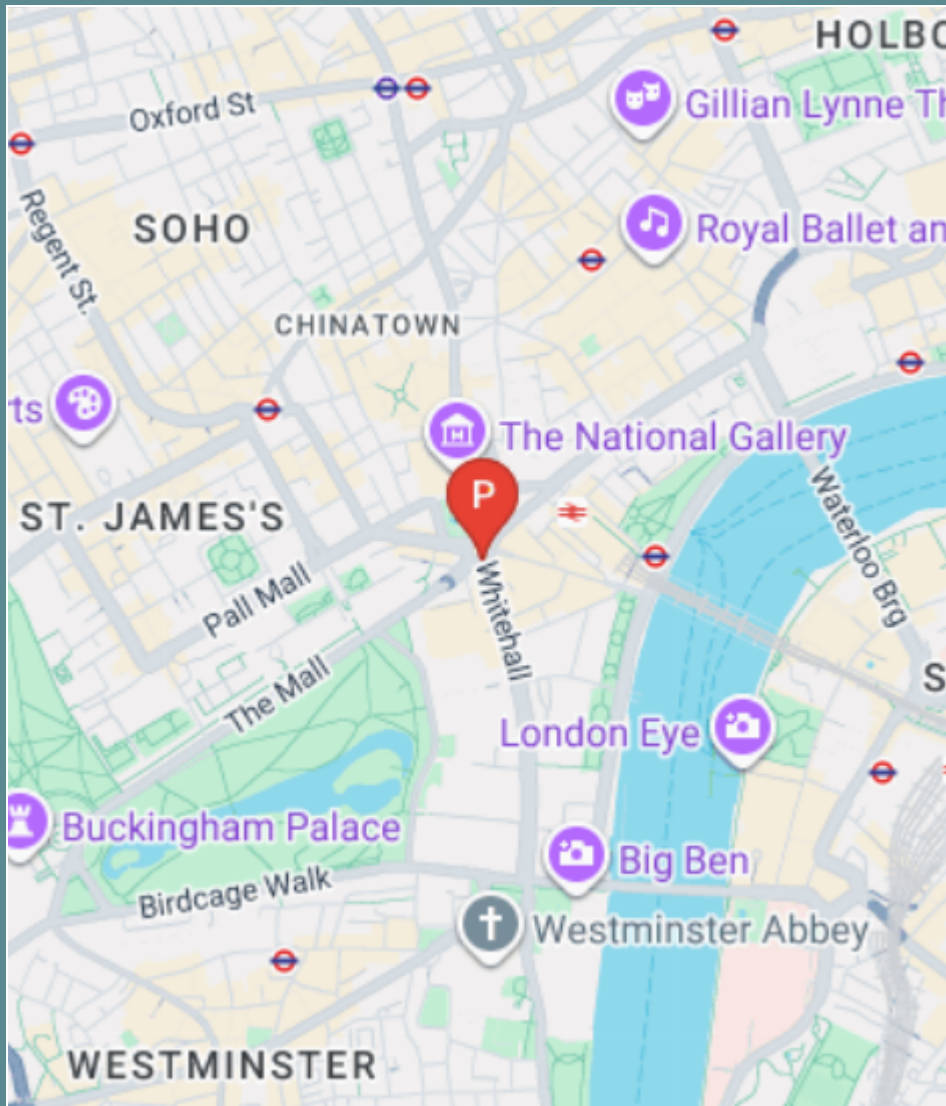 HOLBO
Gillian Lynne Th
Oxford St
Regent St.
SOHO
Royal Ballet an
CHINATOWN
rts
The National Gallery
P
ST. JAMES'S
Waterloo Brg
Pall Mall
Whitehall
The Mall
S
London Eye
Buckingham Palace
Big Ben
Birdcage Walk
Westminster Abbey
WESTMINSTER